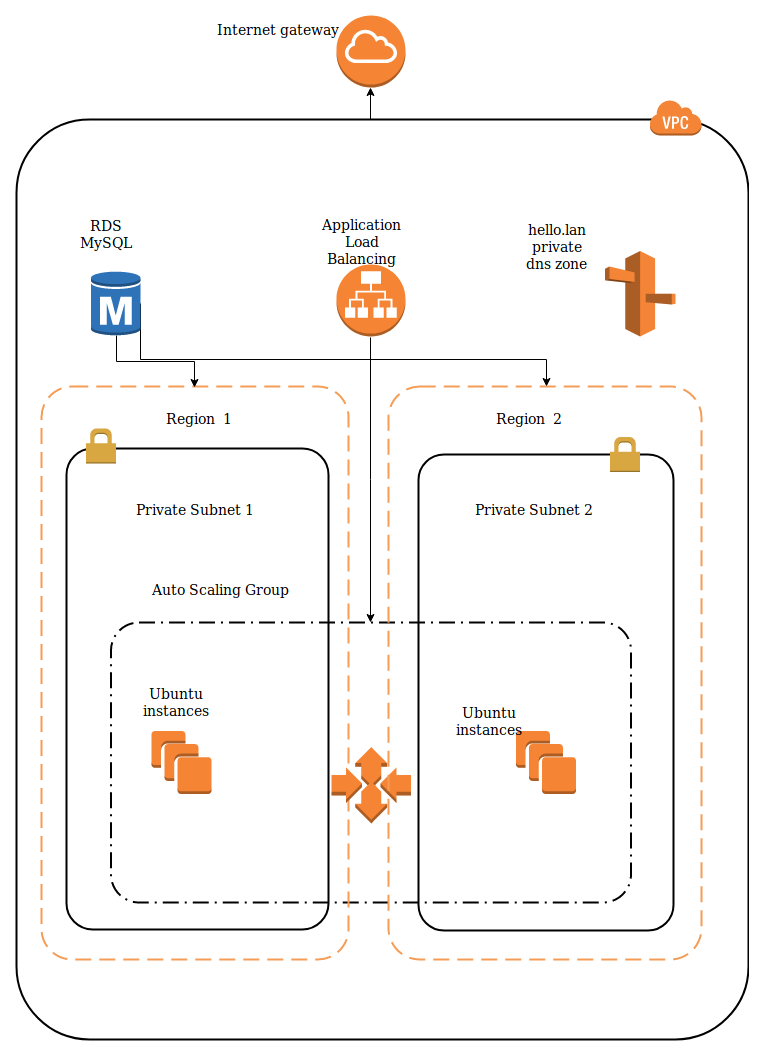 Internet gateway
VPC
RDS
MySQL
Application
Load
Balancing
hello.lan
private
dns zone
M
Region 1
Region 2
Private Subnet 1
Private Subnet 2
Auto Scaling Group
Ubuntu
instances
Ubuntu
instances